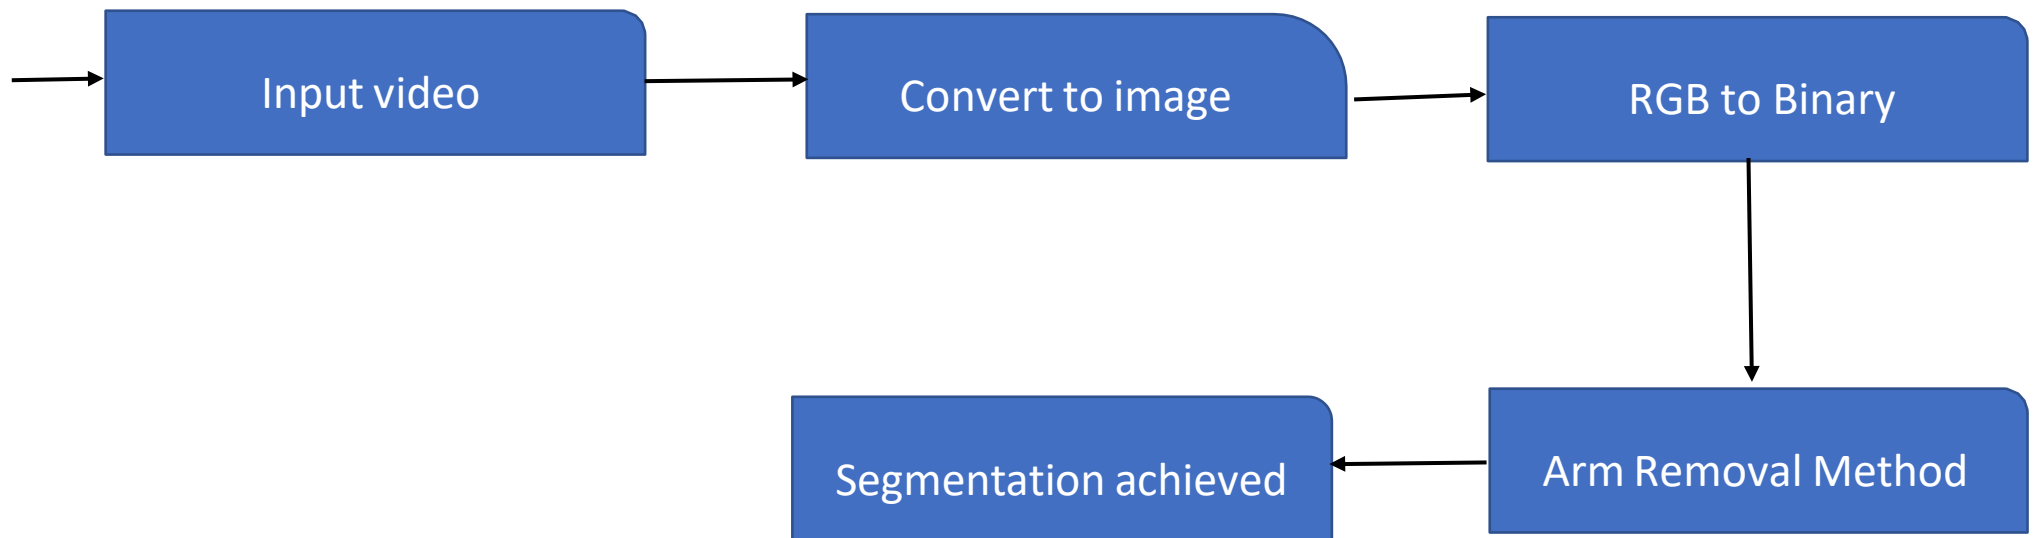 Input video
Convert to image
RGB to Binary
Arm Removal Method
Segmentation achieved